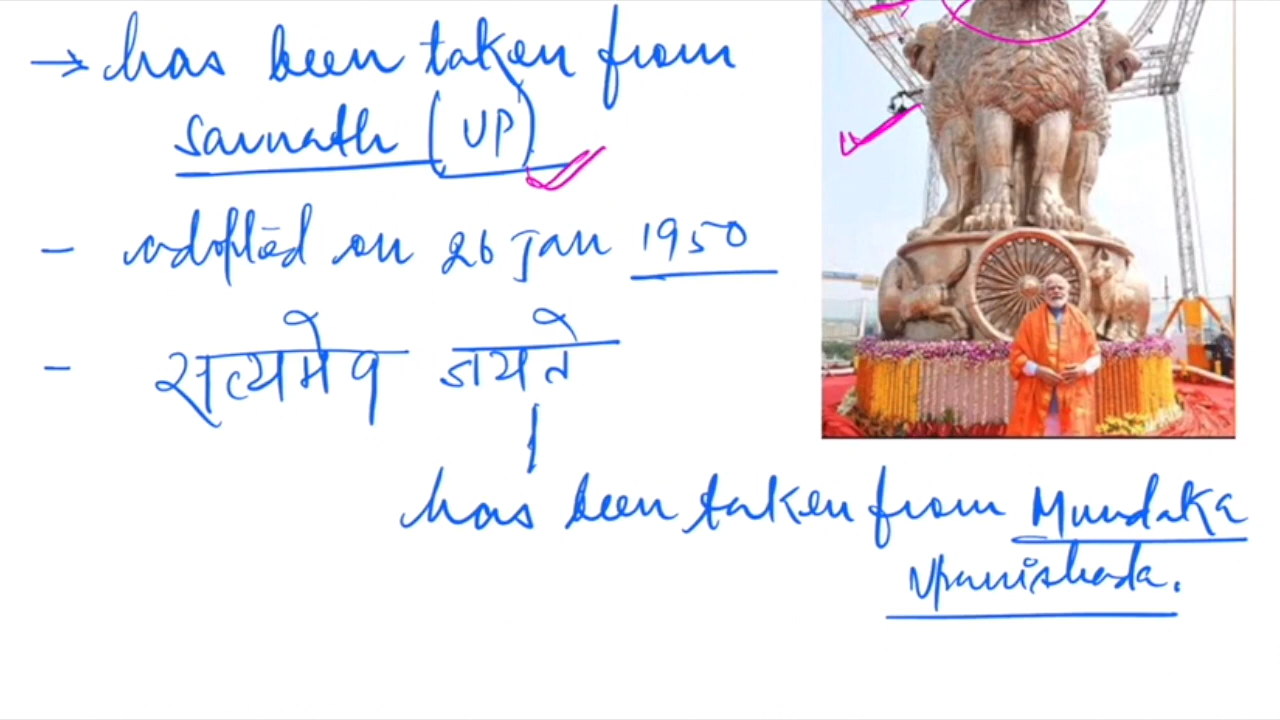 → has been taken from
Sarnath (UP)
- adopted on 26 Jan 1950
- सत्यमेव जयते
has been taken from Mundaka
Upanishada.